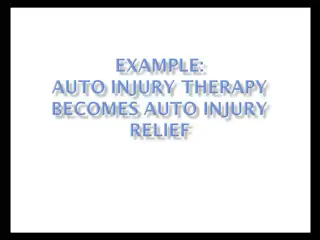 EXAMPLE:
AUTO INJURY THERAPY
BECOMES AUTO INJURY
RELIEF